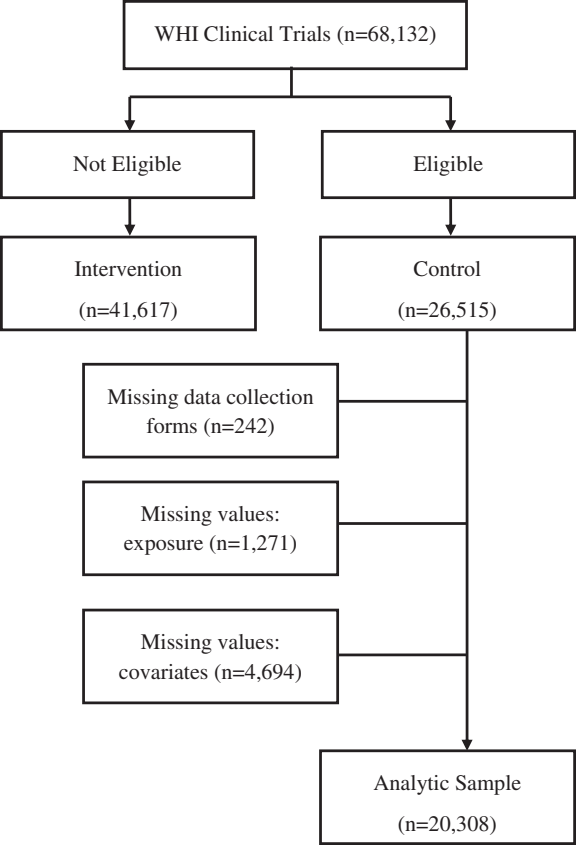 WHI Clinical Trials (n=68,132)
Not Eligible
Eligible
Intervention
(n=41,617)
Control
(n=26,515)
Missing data collection
forms (n=242)
Missing values:
exposure (n=1,271)
Missing values:
covariates (n=4,694)
Analytic Sample
(n=20,308)